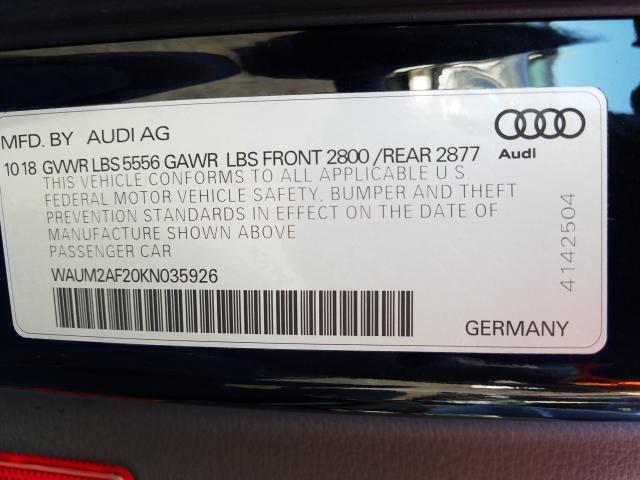 MFD. BY AUDI AG
Audi
10 18 GVWR LBS 5556 GAWR LBS FRONT 2800 /REAR 2877
THIS VEHICLE CONFORMS TO ALL APPLICABLE U.S.
FEDERAL MOTOR VEHICLE SAFETY, BUMPER AND THEFT
PREVENTION STANDARDS IN EFFECT ON THE DATE OF
MANUFACTURE SHOWN ABOVE
PASSENGER CAR
WAUM2AF20KN035926
4142504
GERMANY